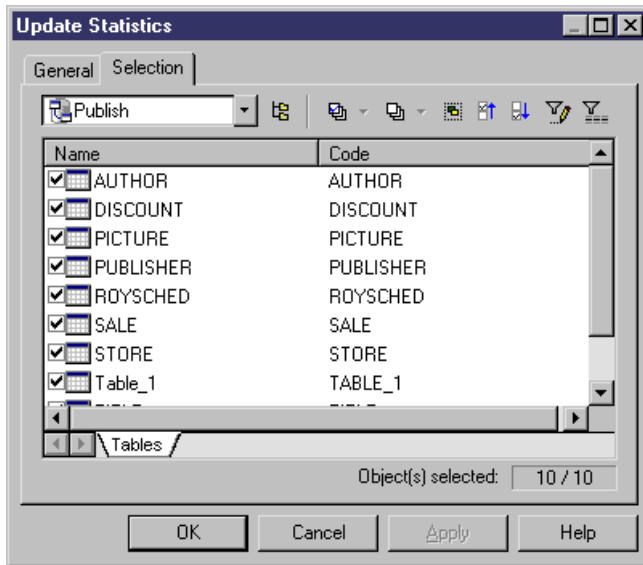 Update Statistics
General Selection
Publish
Name Code
AUTHOR AUTHOR
DISCOUNT DISCOUNT
PICTURE PICTURE
PUBLISHER PUBLISHER
ROYSCHED ROYSCHED
SALE SALE
STORE STORE
Table_1 TABLE_1
Tables
Object(s) selected: 10 / 10
OK Cancel Apply Help